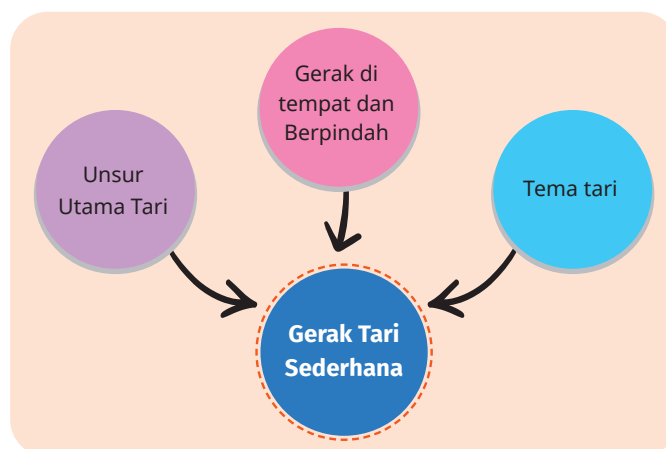 Gerak di
tempat dan
Berpindah
Unsur
Utama Tari
Tema tari
Gerak Tari
Sederhana